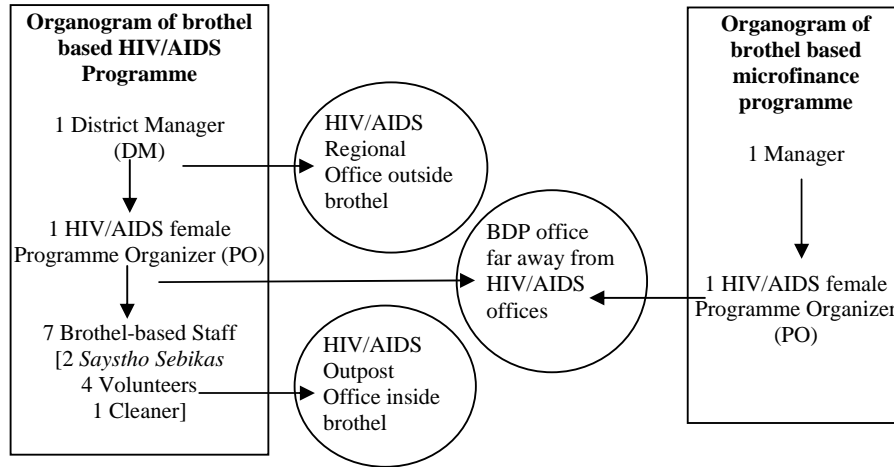 Organogram of brothel
based HIV/AIDS
Programme
1 District Manager
(DM)
1 HIV/AIDS female
Programme Organizer (PO)
7 Brothel-based Staff
[2 Saystho Sebikas
4 Volunteers
1 Cleaner]
HIV/AIDS
Regional
Office outside
brothel
BDP office
far away from
HIV/AIDS
offices
HIV/AIDS
Outpost
Office inside
brothel
Organogram of
brothel based
microfinance
programme
1 Manager
1 HIV/AIDS female
Programme Organizer
(PO)